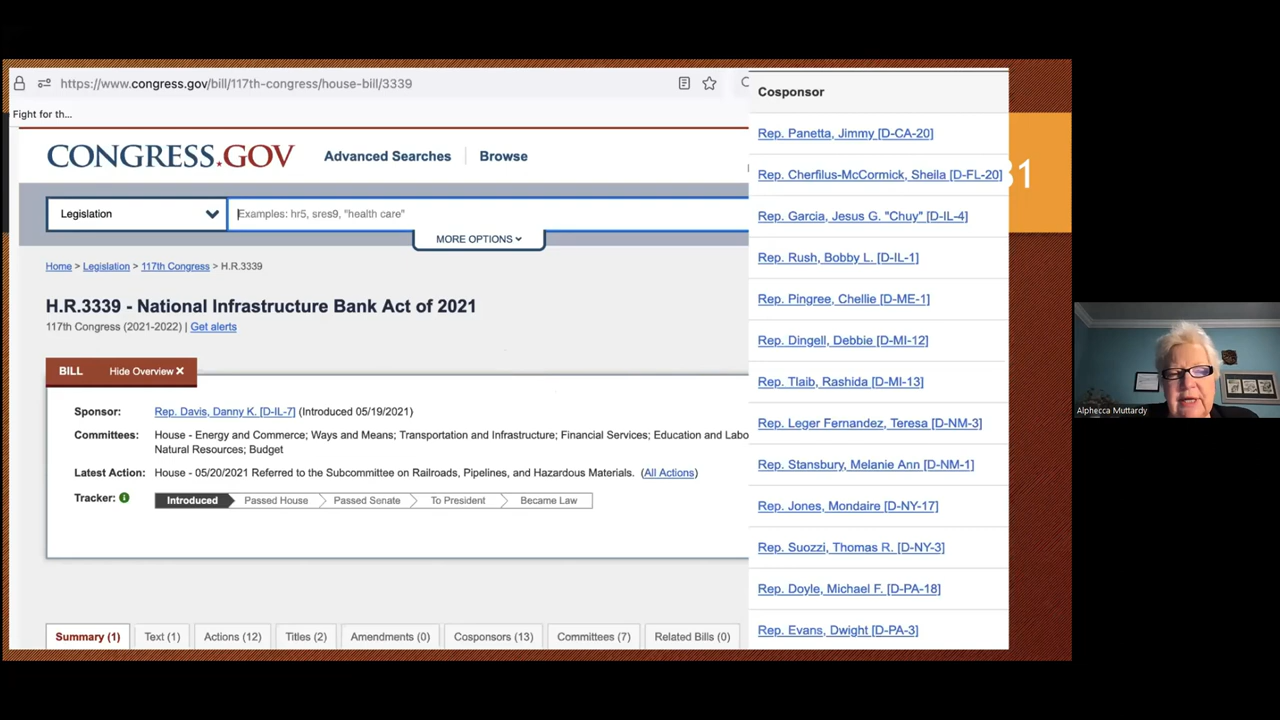 https://www.congress.gov/bill/117th-congress/house-bill/3339
Fight for th...
CONGRESS.GOV
Advanced Searches
Browse
Legislation
Examples: hr5, sres9, "health care"
MORE OPTIONS
Home > Legislation > 117th Congress > H.R.3339
H.R.3339 - National Infrastructure Bank Act of 2021
117th Congress (2021-2022) | Get alerts
BILL
Hide Overview ×
Sponsor: Rep. Davis, Danny K. [D-IL-7] (Introduced 05/19/2021)
Committees: House - Energy and Commerce; Ways and Means; Transportation and Infrastructure; Financial Services; Education and Labo
Natural Resources; Budget
Latest Action: House - 05/20/2021 Referred to the Subcommittee on Railroads, Pipelines, and Hazardous Materials. (All Actions)
Tracker:
Introduced
Passed House
Passed Senate
To President
Became Law
Summary (1)
Text (1)
Actions (12)
Titles (2)
Amendments (0)
Cosponsors (13)
Committees (7)
Related Bills (0)
Cosponsor
Rep. Panetta, Jimmy [D-CA-20]
Rep. Cherfilus-McCormick, Sheila [D-FL-20]
Rep. Garcia, Jesus G. "Chuy" [D-IL-4]
Rep. Rush, Bobby L. [D-IL-1]
Rep. Pingree, Chellie [D-ME-1]
Rep. Dingell, Debbie [D-MI-12]
Rep. Tlaib, Rashida [D-MI-13]
Rep. Leger Fernandez, Teresa [D-NM-3]
Rep. Stansbury, Melanie Ann [D-NM-1]
Rep. Jones, Mondaire [D-NY-17]
Rep. Suozzi, Thomas R. [D-NY-3]
Rep. Doyle, Michael F. [D-PA-18]
Rep. Evans, Dwight [D-PA-3]
Alphecca Muttardy